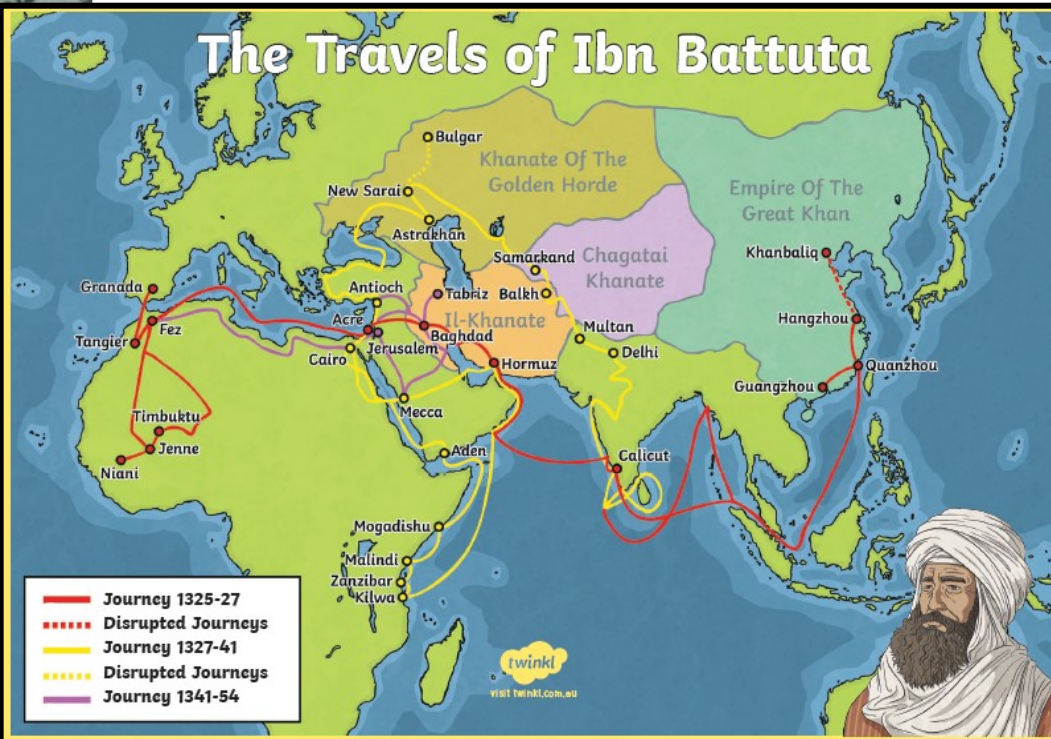 The Travels of Ibn Battuta
Bulgar
Khanate Of The
Golden Horde
New Sarai
Empire Of The
Great Khan
Astrakhan
Chagatai
Khanate
Samarkand
Khanbaliq
Granada
Antioch
Tabriz
Balkh
Il-Khanate
Hangzhou
Acre
Fez
Baghdad
Multan
Tangier
Jerusalem
Cairo
Delhi
Hormuz
Quanzhou
Guangzhou
Mecca
Timbuktu
Jenne
Aden
Calicut
Niani
Mogadishu
Malindi
Zanzibar
Kilwa
Journey 1325-27
Disrupted Journeys
Journey 1327-41
Disrupted Journeys
Journey 1341-54
twinkl
visit twinkl.com.au